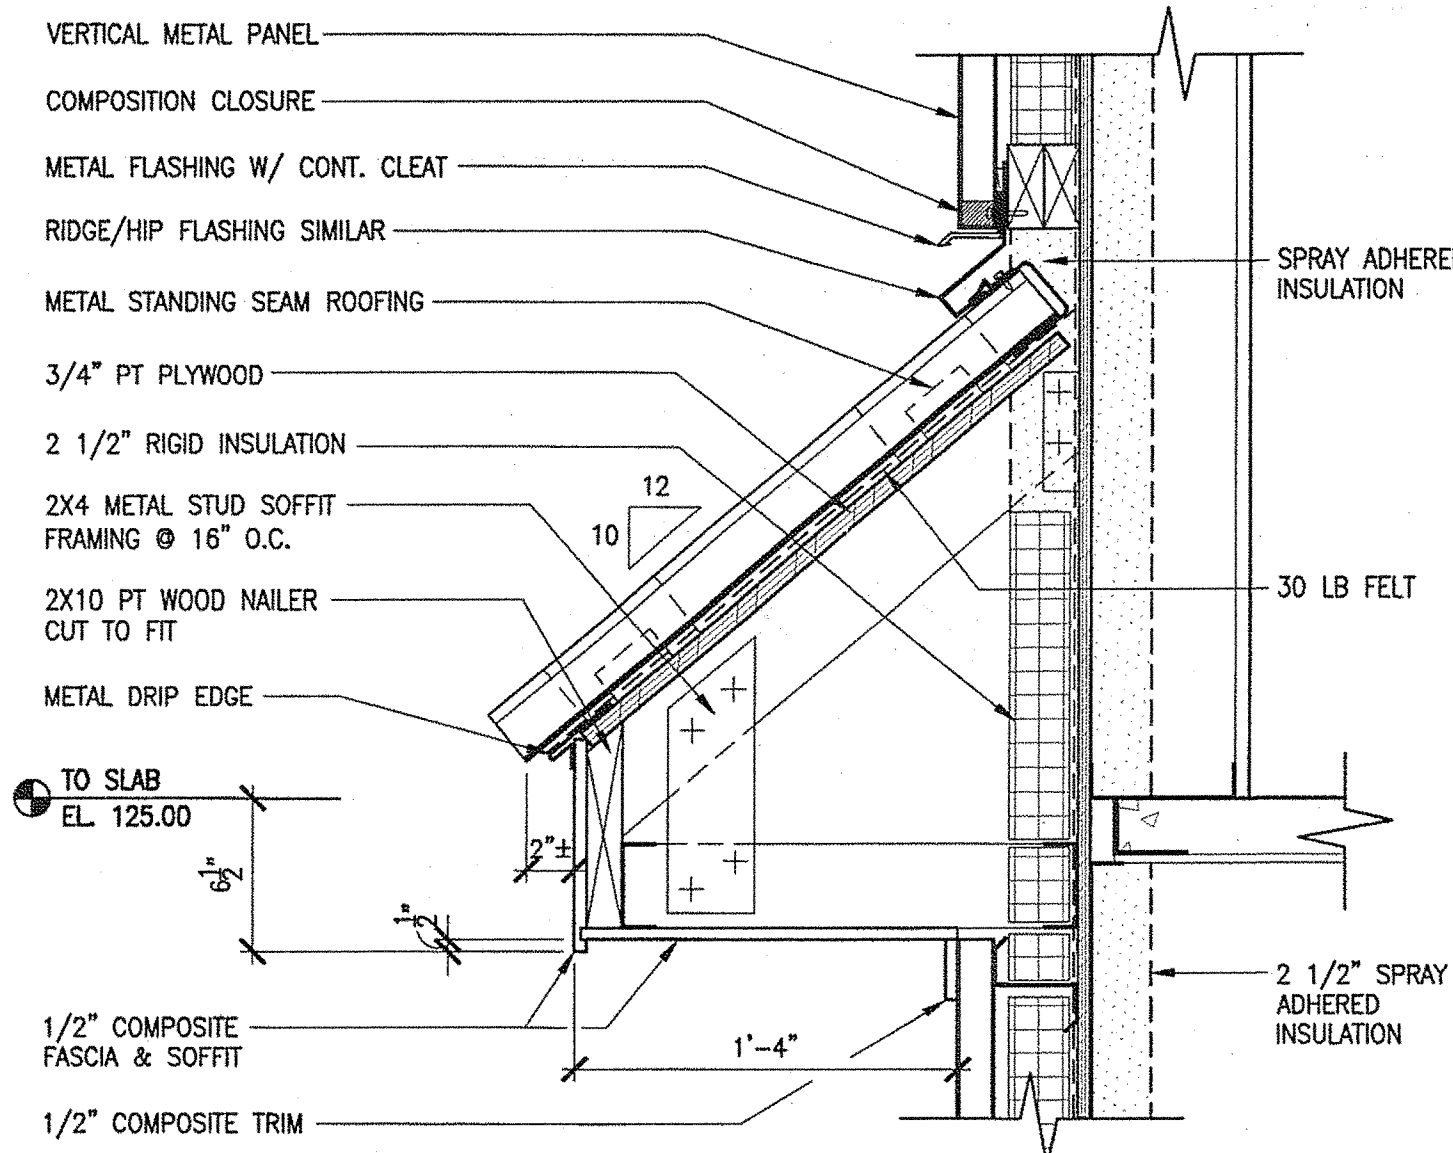 VERTICAL METAL PANEL
COMPOSITION CLOSURE
METAL FLASHING W/ CONT. CLEAT
RIDGE/HIP FLASHING SIMILAR
SPRAY ADHERE
INSULATION
METAL STANDING SEAM ROOFING
3/4" PT PLYWOOD
2 1/2" RIGID INSULATION
2X4 METAL STUD SOFFIT
FRAMING @ 16" O.C.
12
10
2X10 PT WOOD NAILER
CUT TO FIT
30 LB FELT
METAL DRIP EDGE
TO SLAB
EL. 125.00
2"±
6 1/2"
1/2"
2 1/2" SPRAY
ADHERED
INSULATION
1/2" COMPOSITE
FASCIA & SOFFIT
1'-4"
1/2" COMPOSITE TRIM